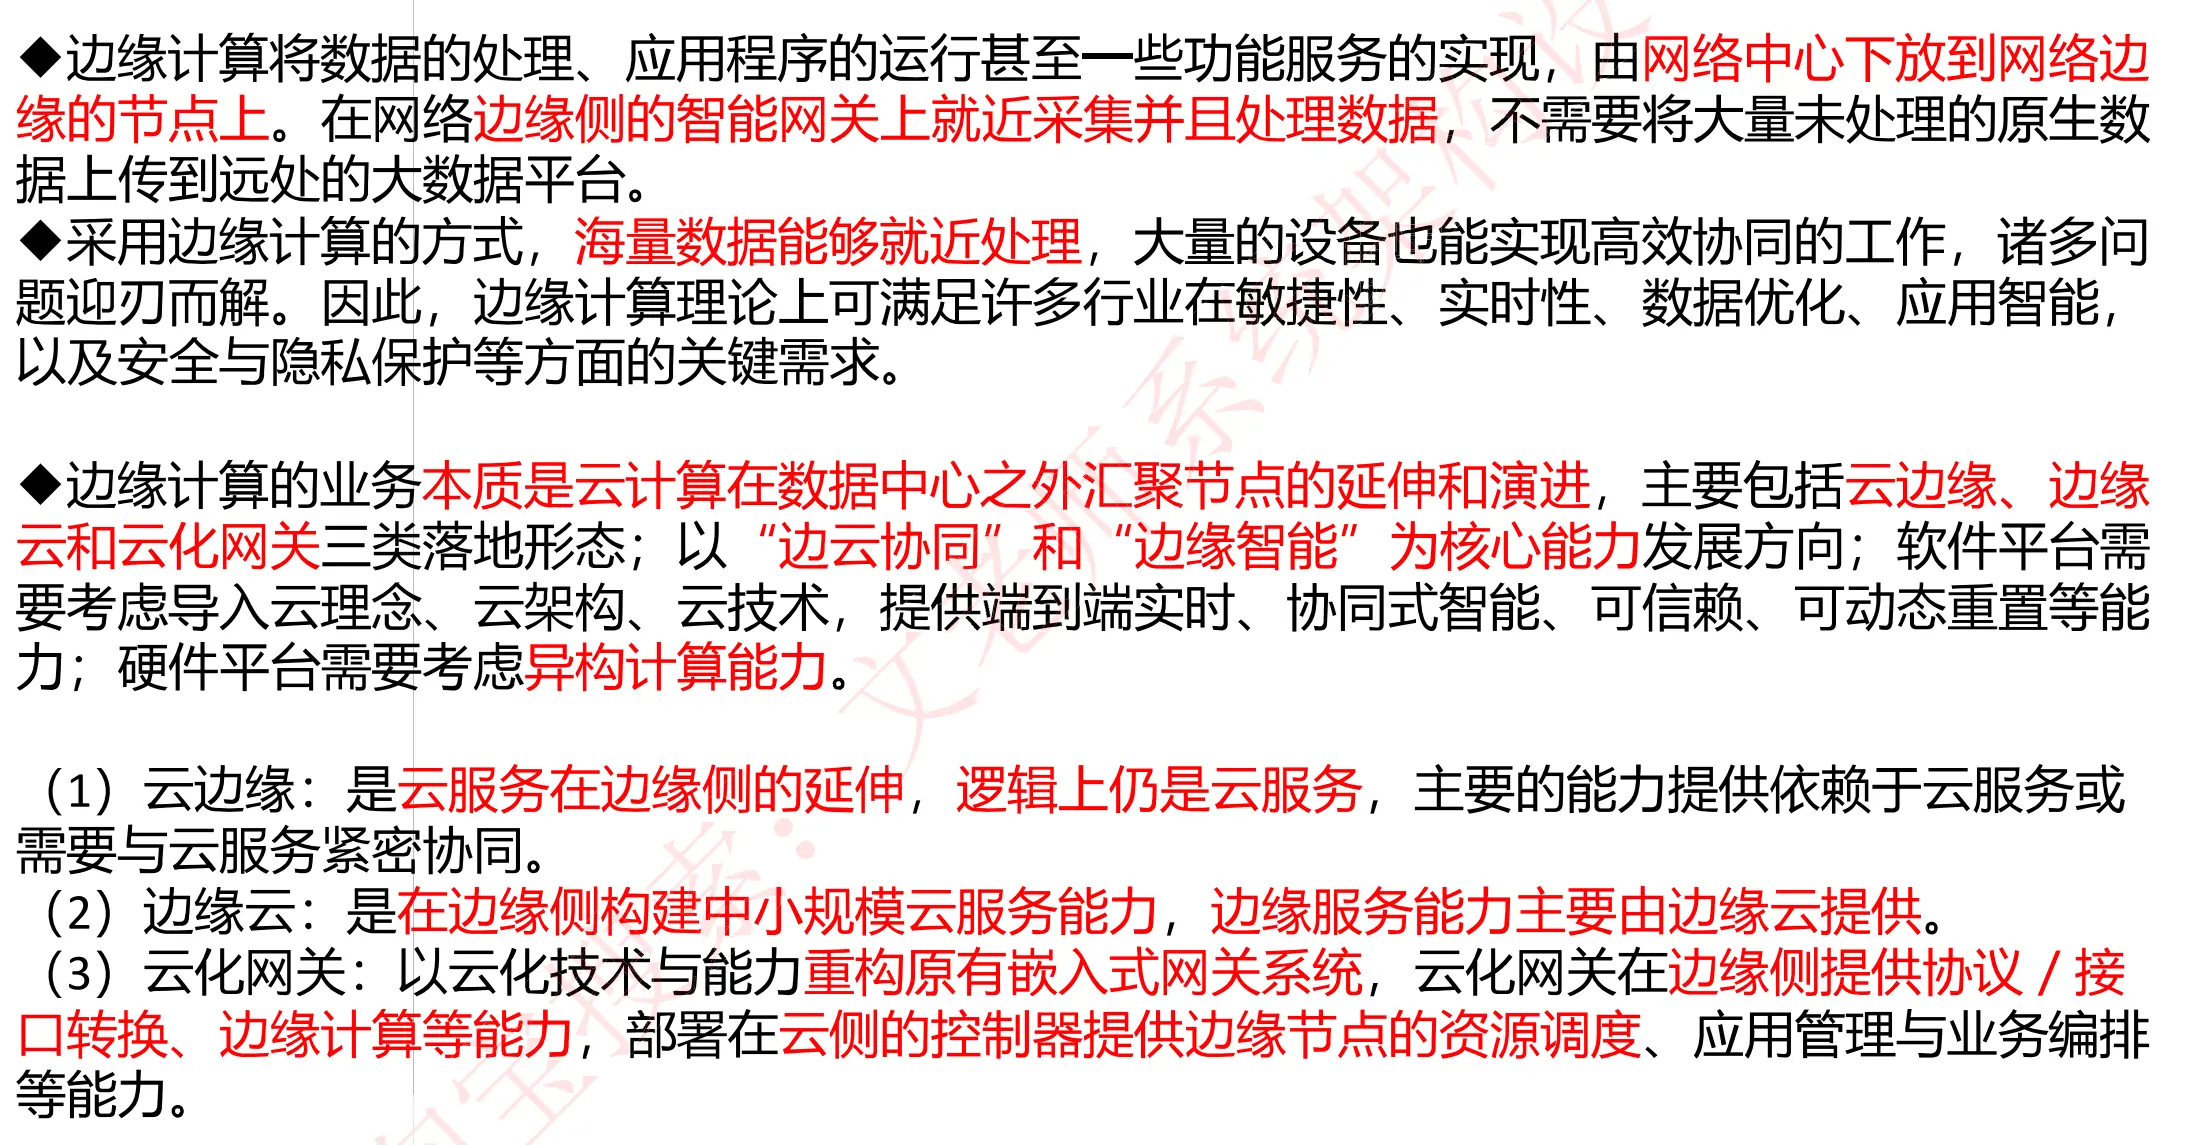 ◆边缘计算将数据的处理、应用程序的运行甚至一些功能服务的实现，由网络中心下放到网络边
缘的节点上。在网络边缘侧的智能网关上就近采集并且处理数据，不需要将大量未处理的原生数
据上传到远处的大数据平台。
◆采用边缘计算的方式，海量数据能够就近处理，大量的设备也能实现高效协同的工作，诸多问
题迎刃而解。因此，边缘计算理论上可满足许多行业在敏捷性、实时性、数据优化、应用智能，
以及安全与隐私保护等方面的关键需求。
◆边缘计算的业务本质是云计算在数据中心之外汇聚节点的延伸和演进，主要包括云边缘、边缘
云和云化网关三类落地形态；以“边云协同”和“边缘智能”为核心能力发展方向；软件平台需
要考虑导入云理念、云架构、云技术，提供端到端实时、协同式智能、可信赖、可动态重置等能
力；硬件平台需要考虑异构计算能力。
（1）云边缘：是云服务在边缘侧的延伸，逻辑上仍是云服务，主要的能力提供依赖于云服务或
需要与云服务紧密协同。
（2）边缘云：是在边缘侧构建中小规模云服务能力，边缘服务能力主要由边缘云提供。
（3）云化网关：以云化技术与能力重构原有嵌入式网关系统，云化网关在边缘侧提供协议/接
口转换、边缘计算等能力，部署在云侧的控制器提供边缘节点的资源调度、应用管理与业务编排
等能力。
淘宝搜索：文老师系统架构设